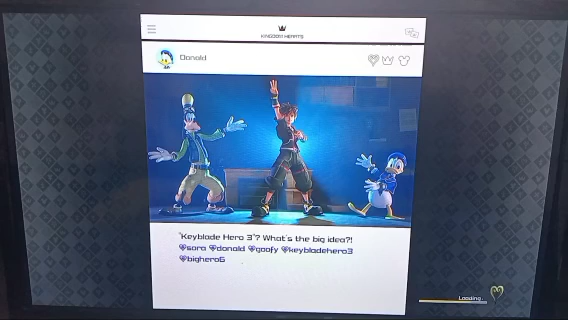 KINGDOM HEARTS
Donald
"Keyblade Hero 3"? What's the big idea?!
sora donald goofy keybladehero3
bighero6
Loading.